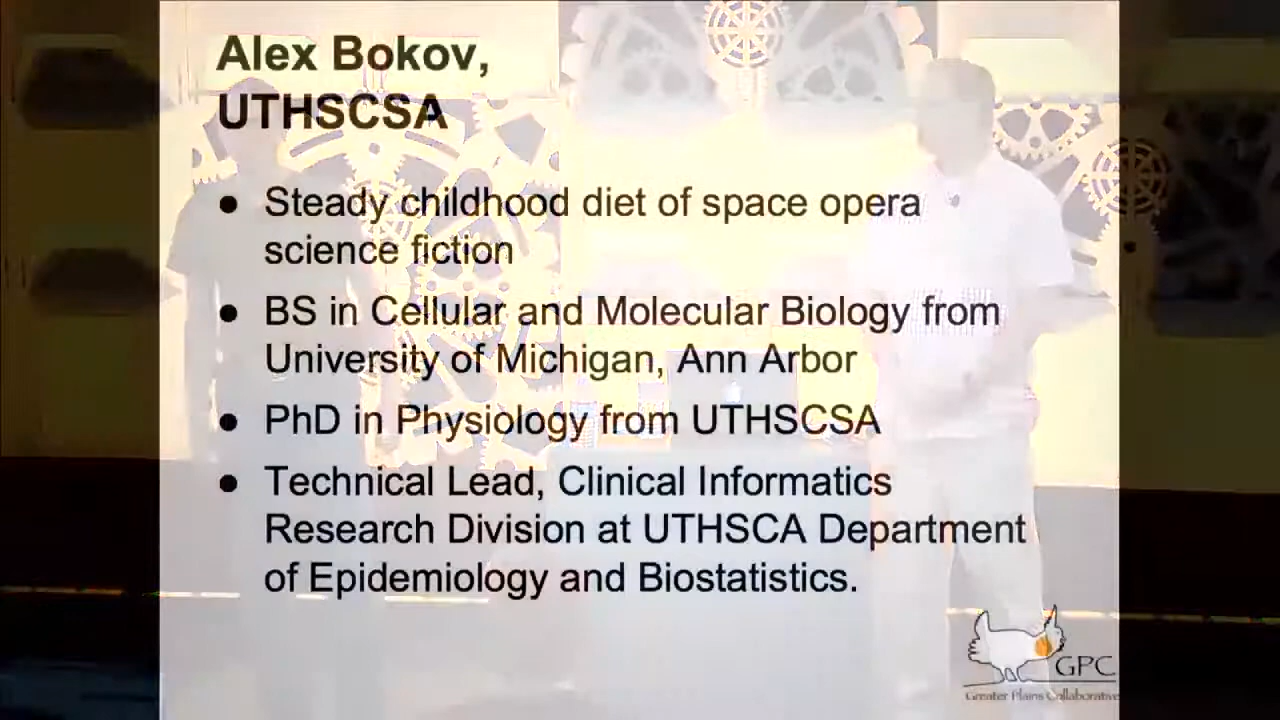 Alex Bokov,
UTHSCSA
● Steady childhood diet of space opera
science fiction
● BS in Cellular and Molecular Biology from
University of Michigan, Ann Arbor
● PhD in Physiology from UTHSCSA
● Technical Lead, Clinical Informatics
Research Division at UTHSCA Department
of Epidemiology and Biostatistics.
GPC
Greater Plains Collaborative